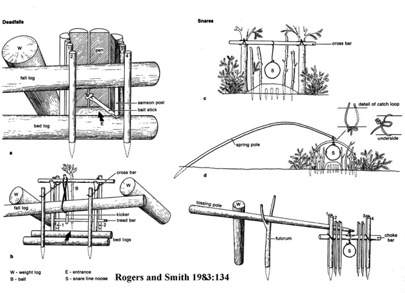 Deadfalls
W
pen
fall log
samson post
bait stick
E
bed log
a
cross bar
B
W
W
fall log
kicker
tread bar
E
bed logs
b
W - weight log
B - bait
E - entrance
S - snare line noose
Rogers and Smith 1983:134
Snares
cross bar
S
c
detail of catch loop
underside
spring pole
S
d
tossing pole
fulcrum
choke bar
S
e